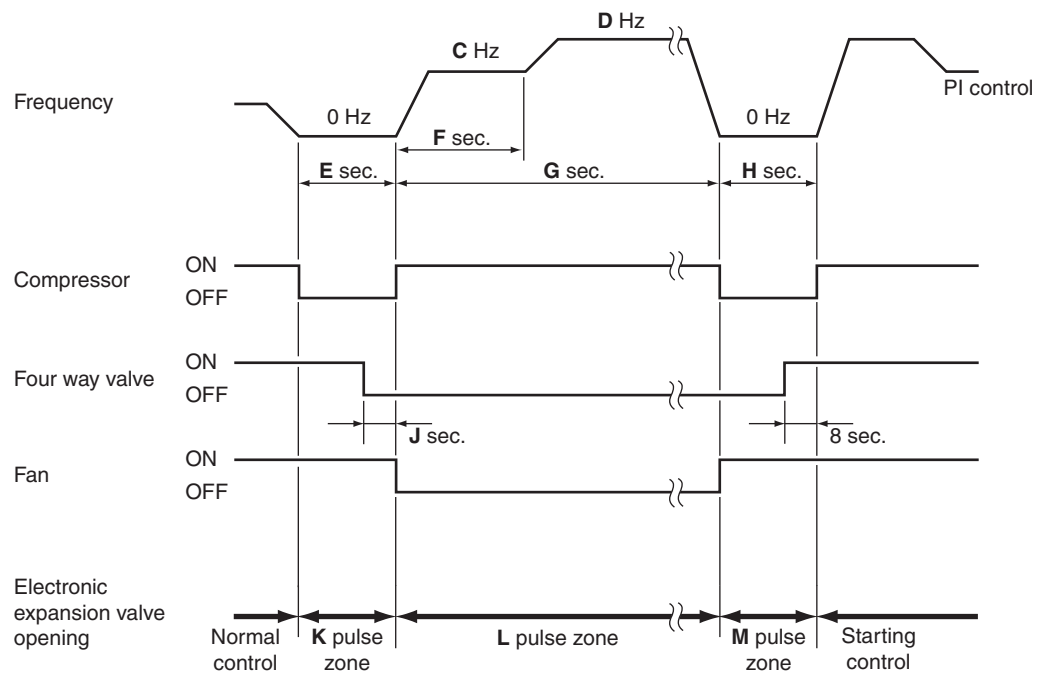 D Hz
C Hz
PI control
Frequency
0 Hz
0 Hz
F sec.
E sec.
G sec.
H sec.
ON
Compressor
OFF
ON
Four way valve
OFF
J sec.
8 sec.
ON
Fan
OFF
Electronic
expansion valve
opening
Normal
control
K pulse
zone
L pulse zone
M pulse
zone
Starting
control